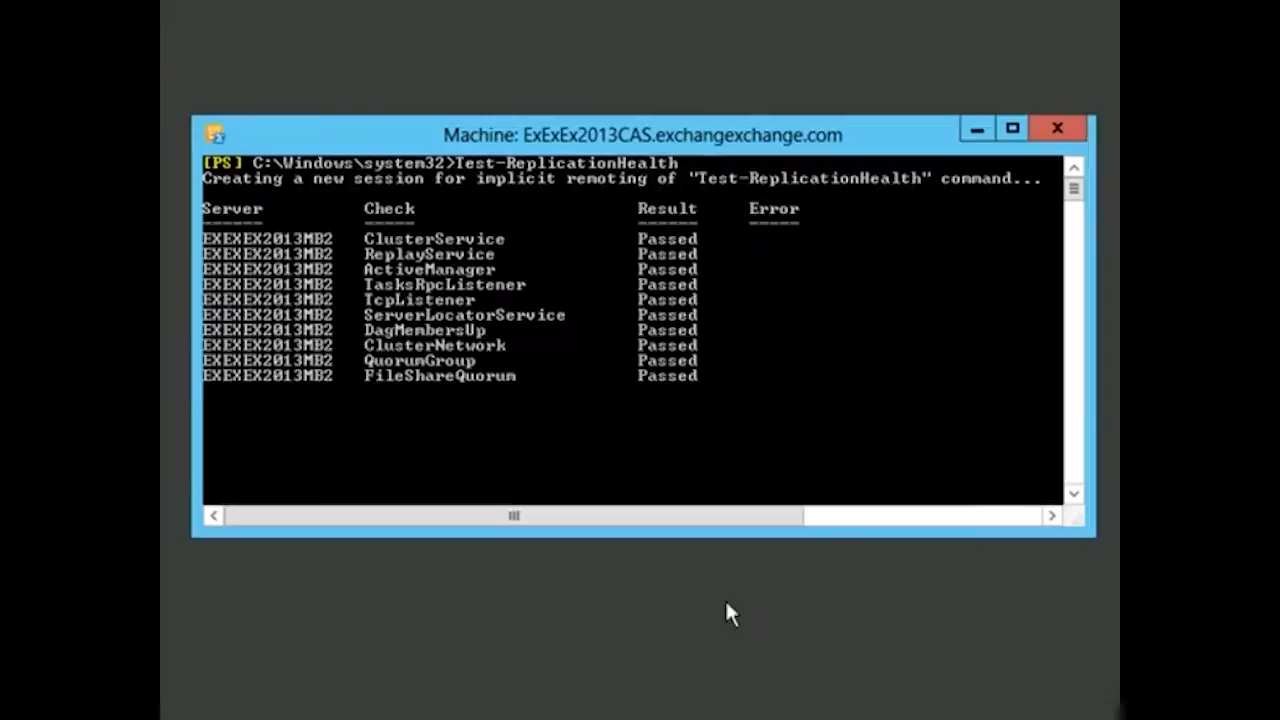 Machine: ExExEx2013CAS.exchangexchange.com
[PS] C:\Windows\system32>Test-ReplicationHealth
Creating a new session for implicit remoting of "Test-ReplicationHealth" command...
Server Check Result Error
------ ----- ------ -----
EXEXEX2013MB2 ClusterService Passed
EXEXEX2013MB2 ReplayService Passed
EXEXEX2013MB2 ActiveManager Passed
EXEXEX2013MB2 TasksRpcListener Passed
EXEXEX2013MB2 TcpListener Passed
EXEXEX2013MB2 ServerLocatorService Passed
EXEXEX2013MB2 DagMembersUp Passed
EXEXEX2013MB2 ClusterNetwork Passed
EXEXEX2013MB2 QuorumGroup Passed
EXEXEX2013MB2 FileShareQuorum Passed